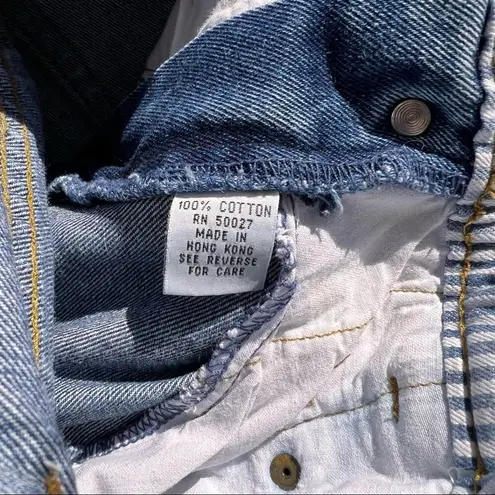 100% COTTON
RN 50027
MADE IN
HONG KONG
SEE REVERSE
FOR CARE